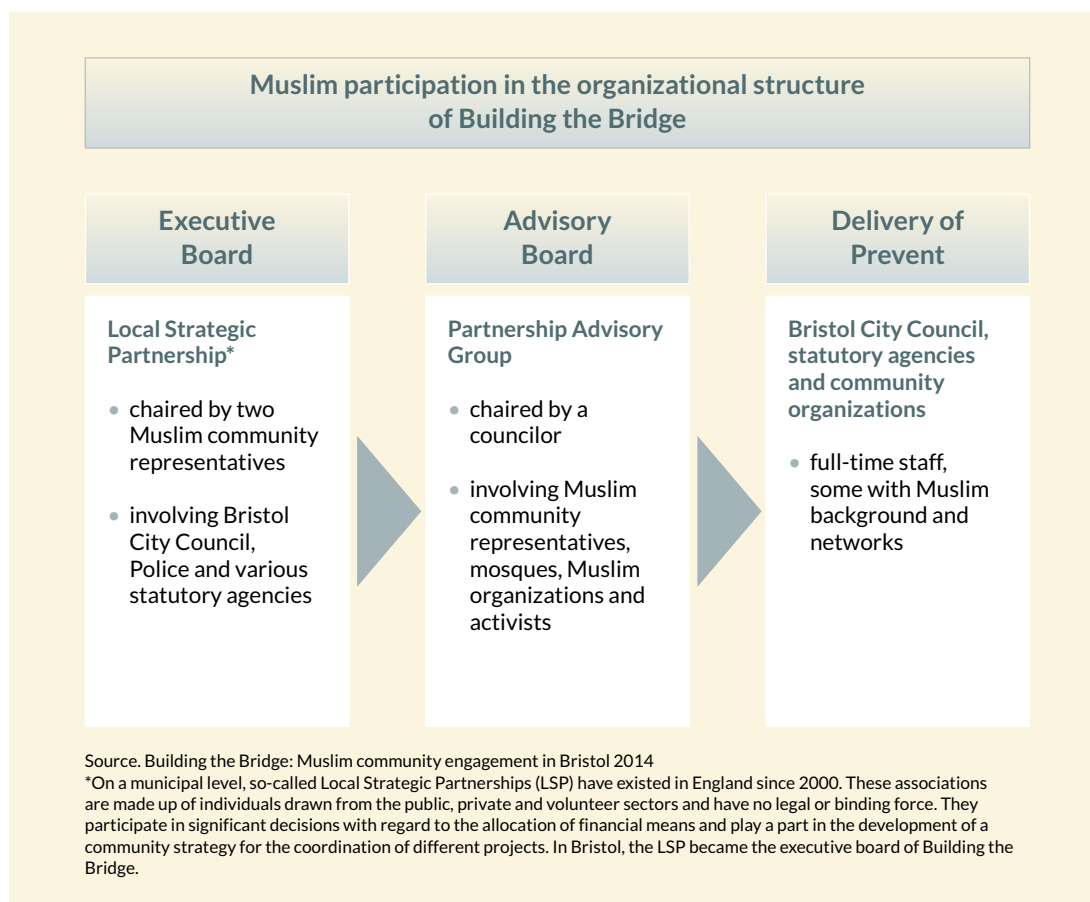 Muslim participation in the organizational structure
of Building the Bridge
Executive
Board
Local Strategic
Partnership*
• chaired by two
Muslim community
representatives
• involving Bristol
City Council,
Police and various
statutory agencies
Advisory
Board
Partnership Advisory
Group
• chaired by a
councilor
• involving Muslim
community
representatives,
mosques, Muslim
organizations and
activists
Delivery of
Prevent
Bristol City Council,
statutory agencies
and community
organizations
• full-time staff,
some with Muslim
background and
networks
Source. Building the Bridge: Muslim community engagement in Bristol 2014
*On a municipal level, so-called Local Strategic Partnerships (LSP) have existed in England since 2000. These associations
are made up of individuals drawn from the public, private and volunteer sectors and have no legal or binding force. They
participate in significant decisions with regard to the allocation of financial means and play a part in the development of a
community strategy for the coordination of different projects. In Bristol, the LSP became the executive board of Building the
Bridge.